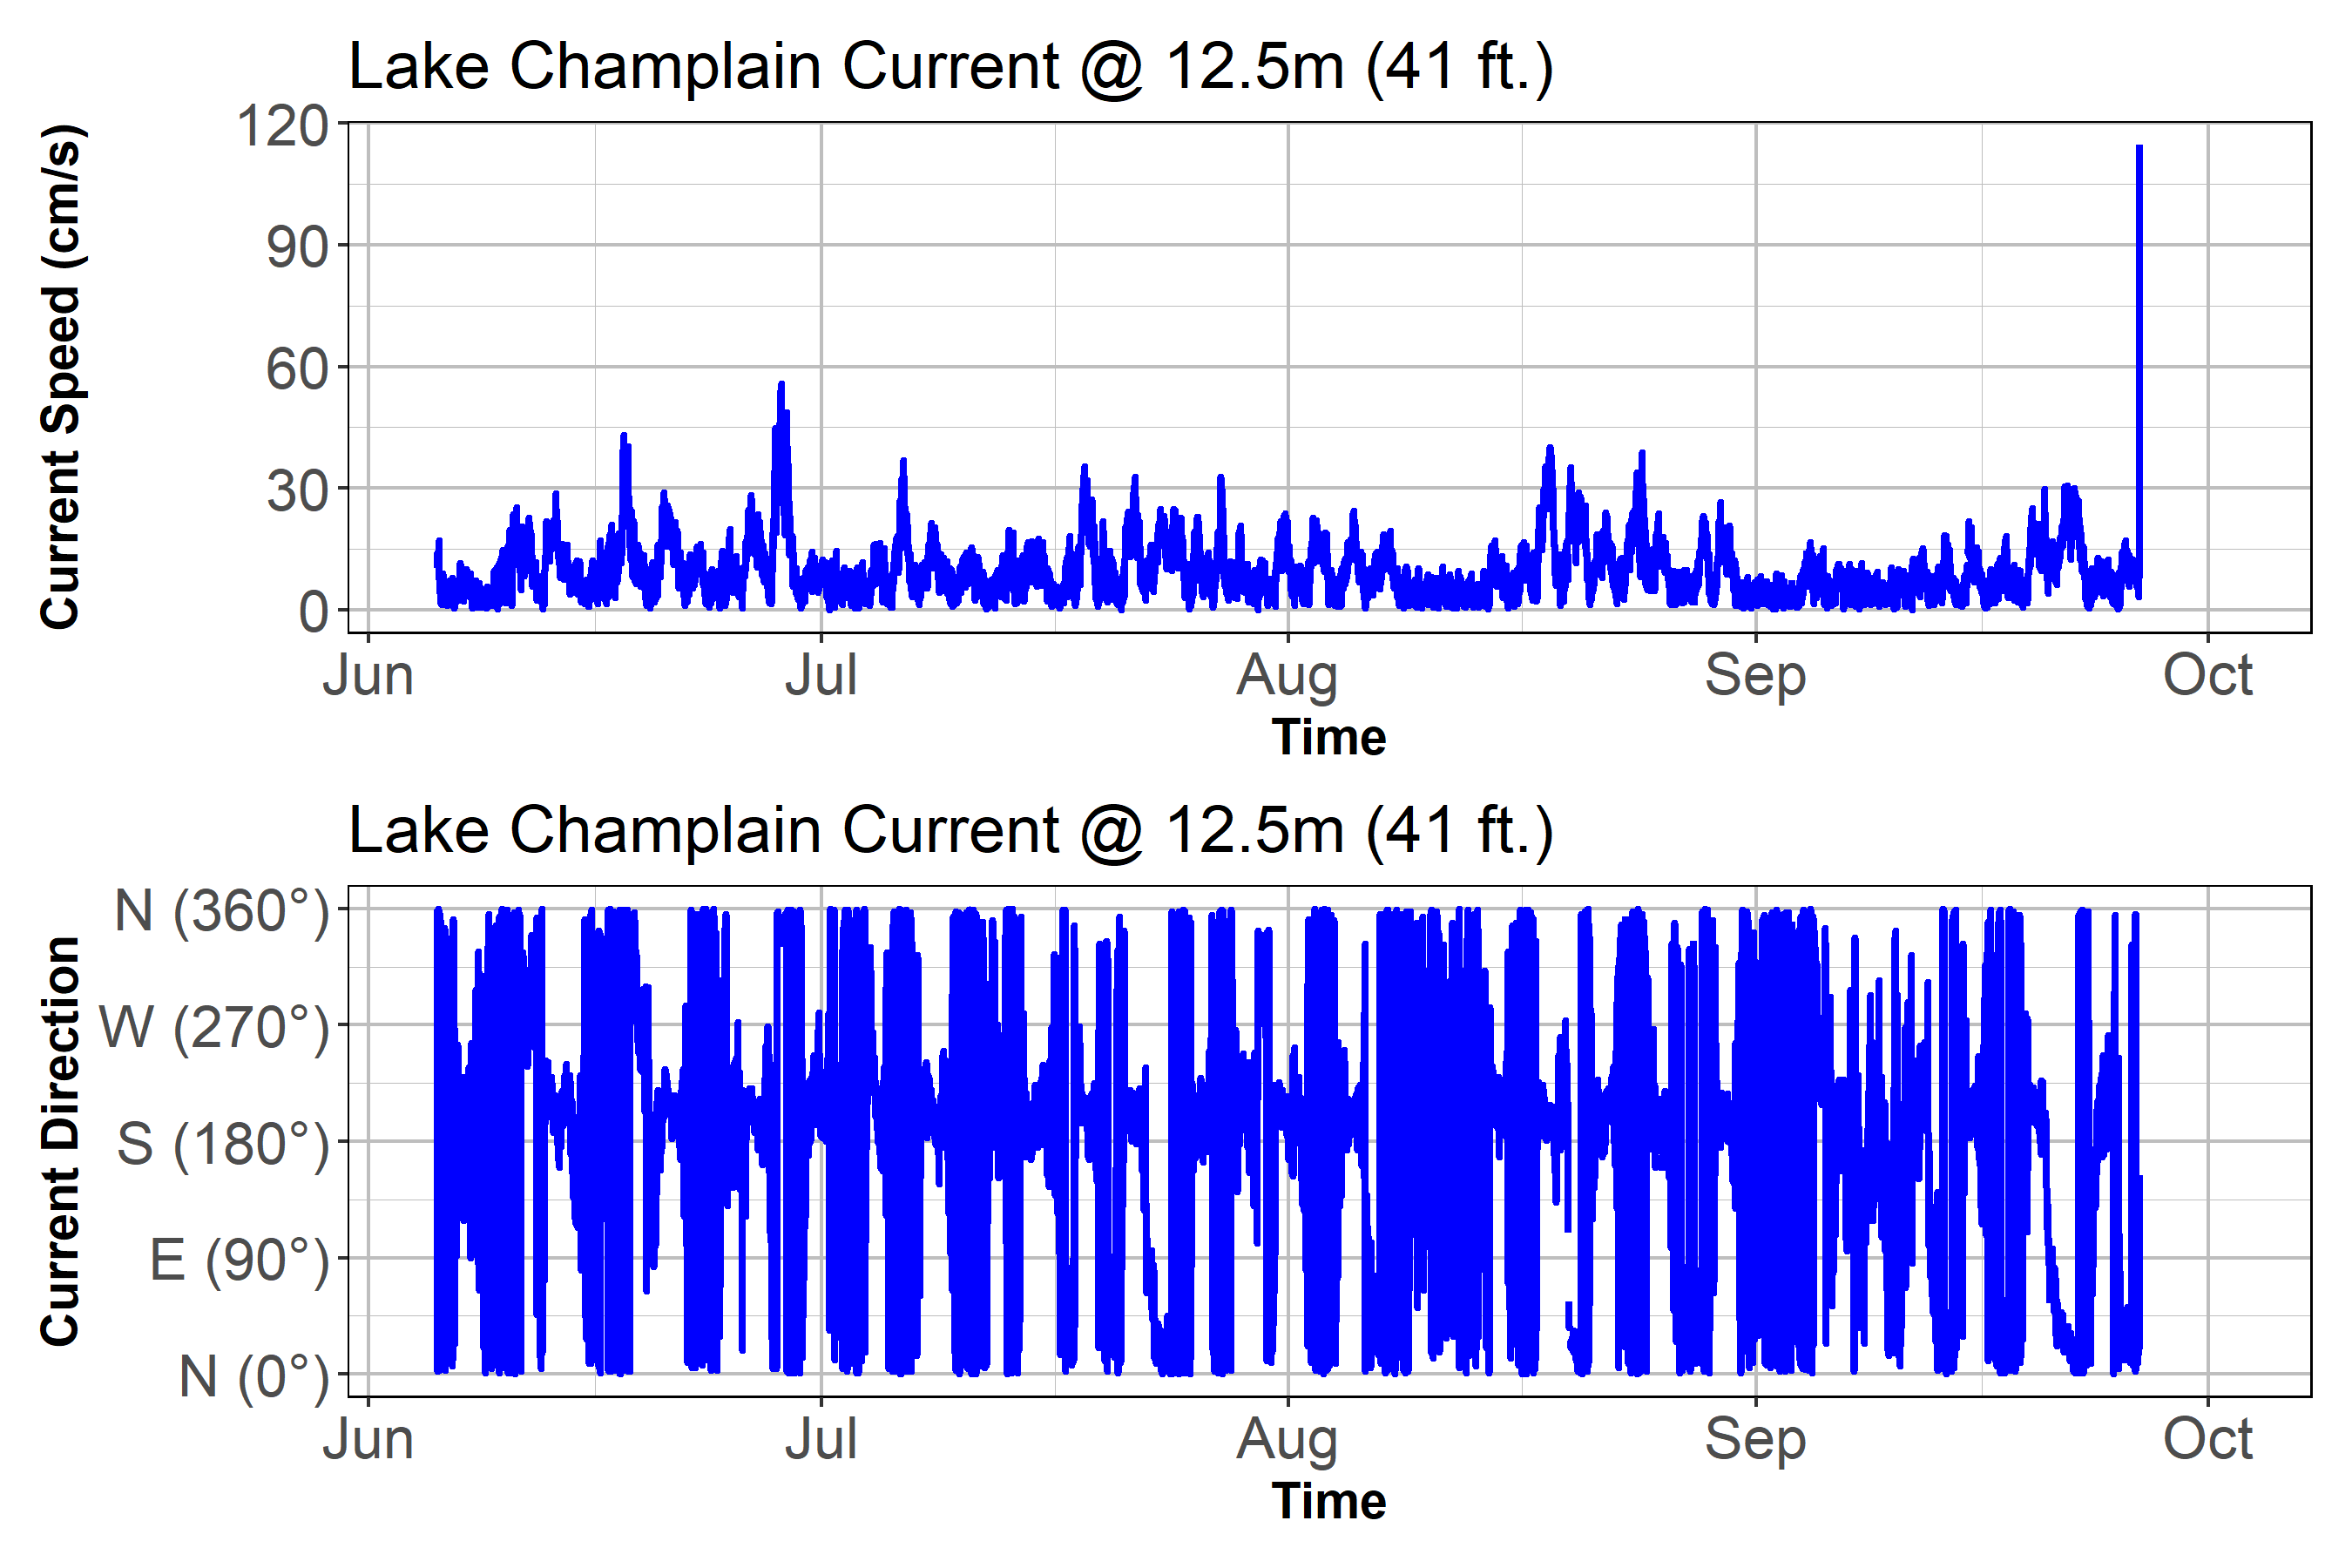 Lake Champlain Current @ 12.5m (41 ft.)
Current Speed (cm/s)
120
90
60
30
0
Jun Jul Aug Sep Oct
Time
Lake Champlain Current @ 12.5m (41 ft.)
Current Direction
N (360°)
W (270°)
S (180°)
E (90°)
N (0°)
Jun Jul Aug Sep Oct
Time